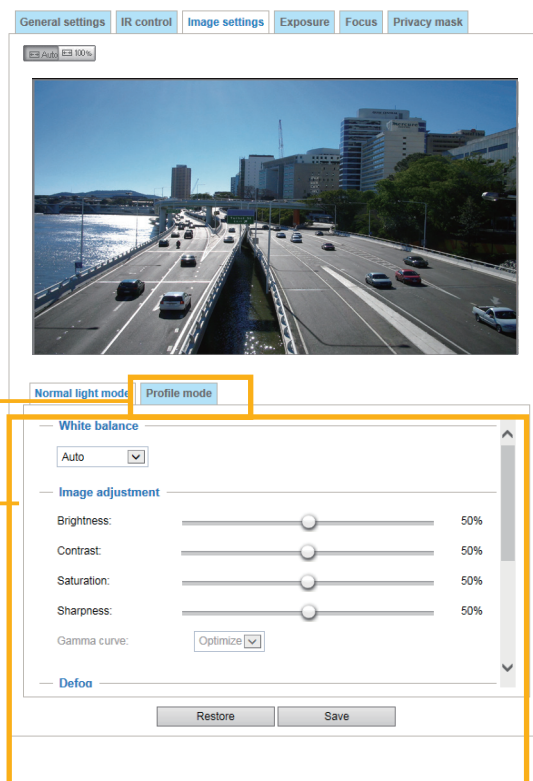 General settings IR control Image settings Exposure Focus Privacy mask
Auto 100%
Normal light mode Profile mode
White balance
Auto
Image adjustment
Brightness: 50%
Contrast: 50%
Saturation: 50%
Sharpness: 50%
Gamma curve: Optimize
Defog
Restore Save